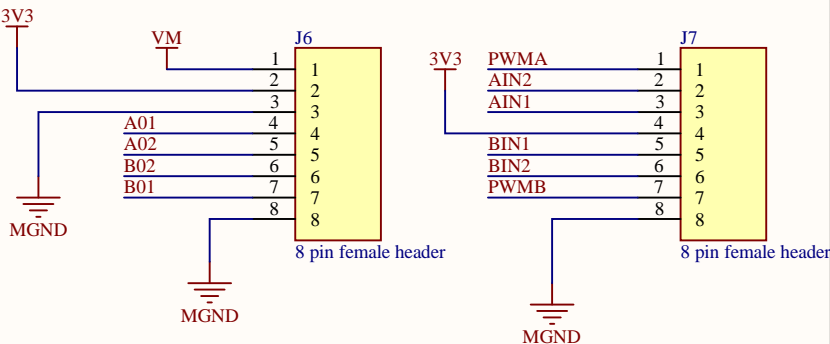 3V3
VM
J6
1 1
2 2
3 3
A01 4 4
A02 5 5
B02 6 6
B01 7 7
8 8
MGND
8 pin female header
MGND
J7
3V3
PWMA 1 1
AIN2 2 2
AIN1 3 3
4 4
BIN1 5 5
BIN2 6 6
PWMB 7 7
8 8
8 pin female header
MGND